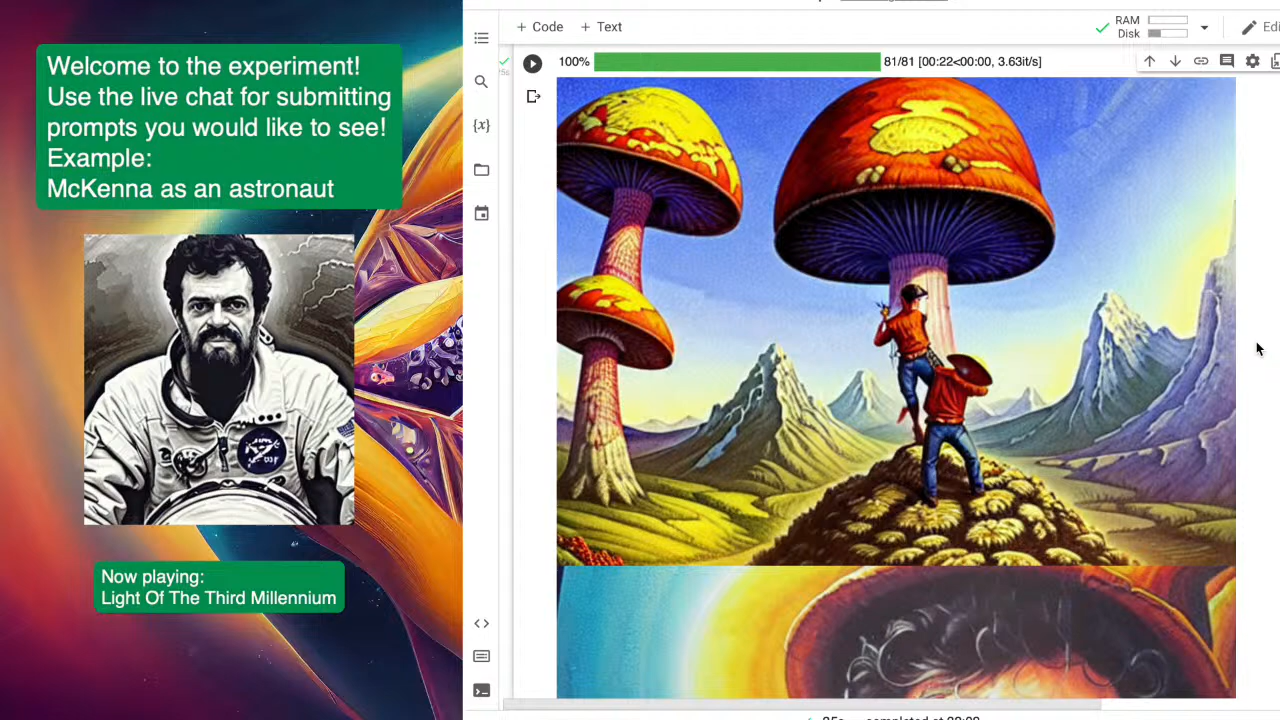 Welcome to the experiment!
Use the live chat for submitting
prompts you would like to see!
Example:
McKenna as an astronaut
Now playing:
Light Of The Third Millennium
+ Code + Text
RAM
Disk
100%
81/81 [00:22<00:00, 3.63it/s]
{x}